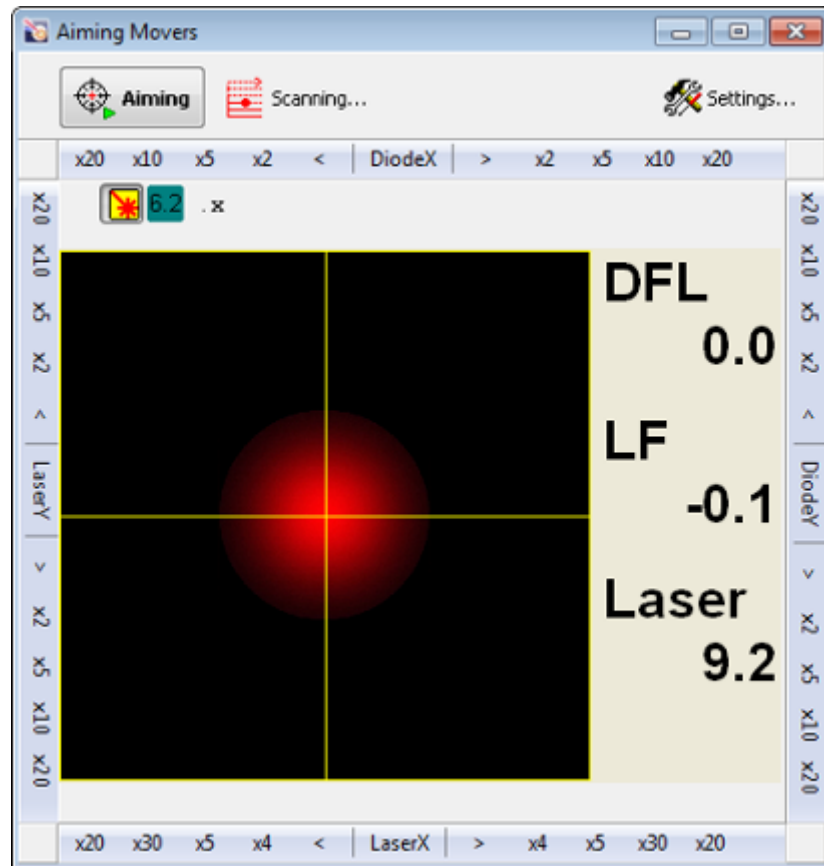 Aiming Movers
Aiming Scanning... Settings...
x20 x10 x5 x2 < DiodeX > x2 x5 x10 x20
6.2 .x
x20 x10 x5 x2 < LaserY > x2 x5 x10 x20
DFL
0.0
LF
-0.1
Laser
9.2
x20 x10 x5 x2 < DiodeY > x2 x5 x10 x20
x20 x30 x5 x4 < LaserX > x4 x5 x30 x20